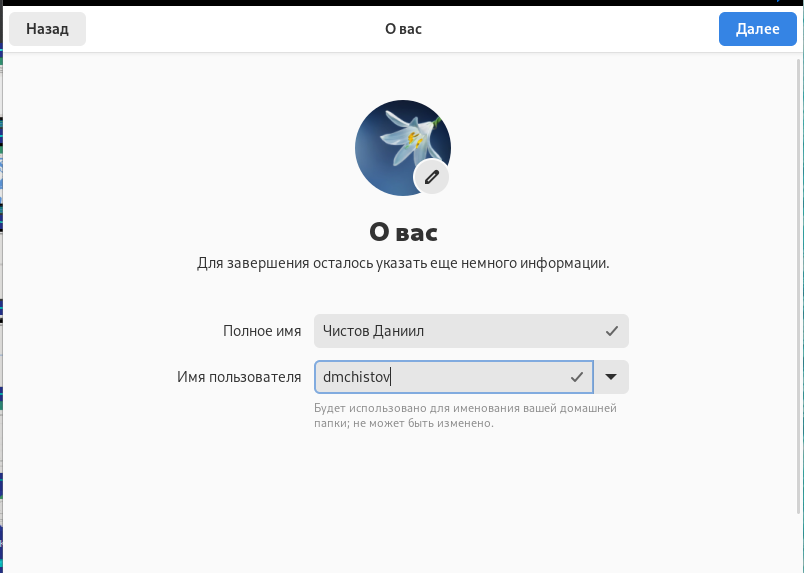 Назад
О вас
Далее
О вас
Для завершения осталось указать еще немного информации.
Полное имя
Чистов Даниил
Имя пользователя
dmchistov
Будет использовано для именования вашей домашней
папки; не может быть изменено.